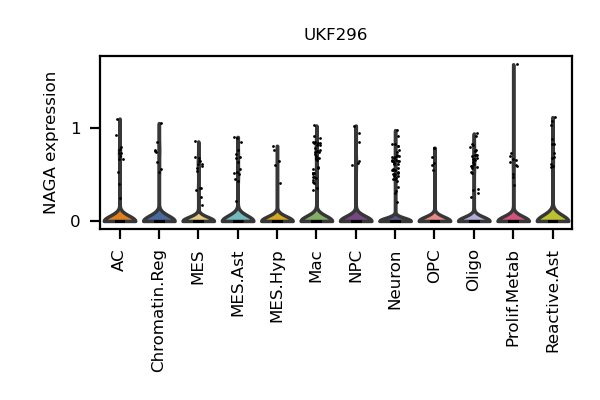 UKF296
NAGA expression
1
0
AC
Chromatin.Reg
MES
MES.Ast
MES.Hyp
Mac
NPC
Neuron
OPC
Oligo
Prolif.Metab
Reactive.Ast